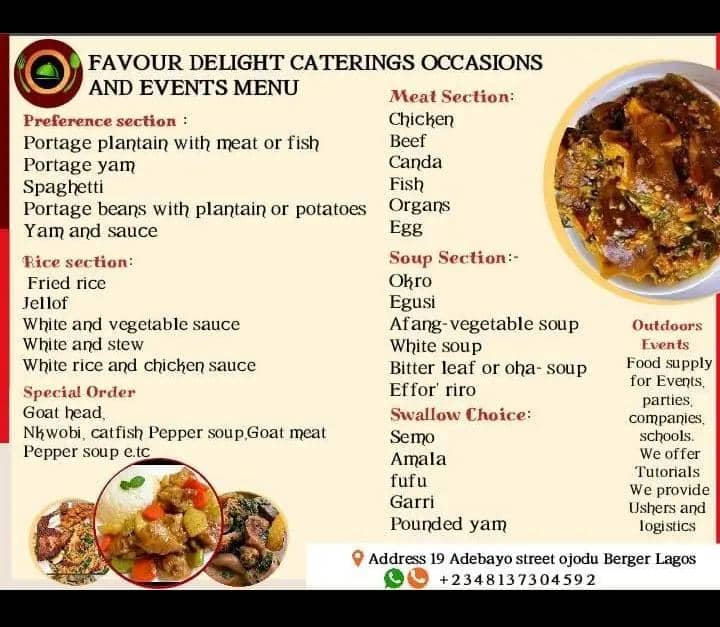 FAVOUR DELIGHT CATERINGS OCCASIONS
AND EVENTS MENU
Preference section :
Portage plantain with meat or fish
Portage yam
Spaghetti
Portage beans with plantain or potatoes
Yam and sauce
Rice section:
Fried rice
Jellof
White and vegetable sauce
White and stew
White rice and chicken sauce
Special Order
Goat head,
Nkwobi, catfish Pepper soup,Goat meat
Pepper soup e.tc
Meat Section:
Chicken
Beef
Canda
Fish
Organs
Egg
Soup Section:-
Okro
Egusi
Afang-vegetable soup
White soup
Bitter leaf or oha- soup
Effor' riro
Swallow Choice:
Semo
Amala
fufu
Garri
Pounded yam
Outdoors
Events
Food supply
for Events,
parties,
companies,
schools.
We offer
Tutorials
We provide
Ushers and
logistics
Address 19 Adebayo street ojodu Berger Lagos
+2348137304592